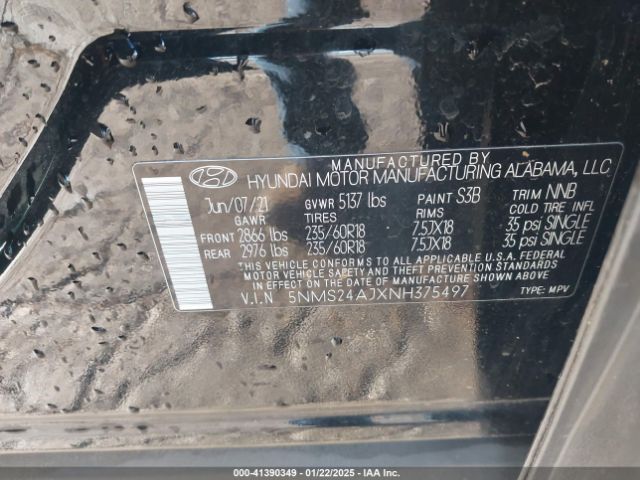 MANUFACTURED BY
HYUNDAI MOTOR MANUFACTURING ALABAMA, LLC
Jun/07/21 GVWR 5137 lbs PAINT S3B TRIM NNB
GAWR TIRES RIMS COLD TIRE INFL
FRONT 2866 lbs 235/60R18 7.5JX18 35 psi SINGLE
REAR 2976 lbs 235/60R18 7.5JX18 35 psi SINGLE
THIS VEHICLE CONFORMS TO ALL APPLICABLE U.S.A. FEDERAL
MOTOR VEHICLE SAFETY AND THEFT PREVENTION STANDARDS
IN EFFECT ON THE DATE OF MANUFACTURE SHOWN ABOVE.
V.I.N 5NMS24AJXNH375497 TYPE: MPV
000-41390349 - 01/22/2025 - IAA Inc.